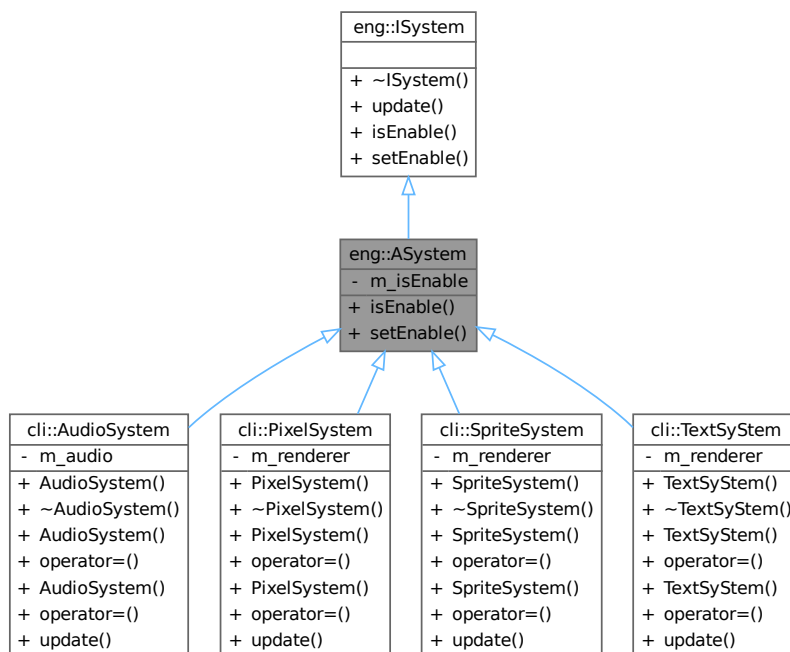 eng::ISystem
+ ~ISystem()
+ update()
+ isEnable()
+ setEnable()
eng::ASystem
- m_isEnable
+ isEnable()
+ setEnable()
cli::AudioSystem
- m_audio
+ AudioSystem()
+ ~AudioSystem()
+ AudioSystem()
+ operator=()
+ AudioSystem()
+ operator=()
+ update()
cli::PixelSystem
- m_renderer
+ PixelSystem()
+ ~PixelSystem()
+ PixelSystem()
+ operator=()
+ PixelSystem()
+ operator=()
+ update()
cli::SpriteSystem
- m_renderer
+ SpriteSystem()
+ ~SpriteSystem()
+ SpriteSystem()
+ operator=()
+ SpriteSystem()
+ operator=()
+ update()
cli::TextSyStem
- m_renderer
+ TextSyStem()
+ ~TextSyStem()
+ TextSyStem()
+ operator=()
+ TextSyStem()
+ operator=()
+ update()